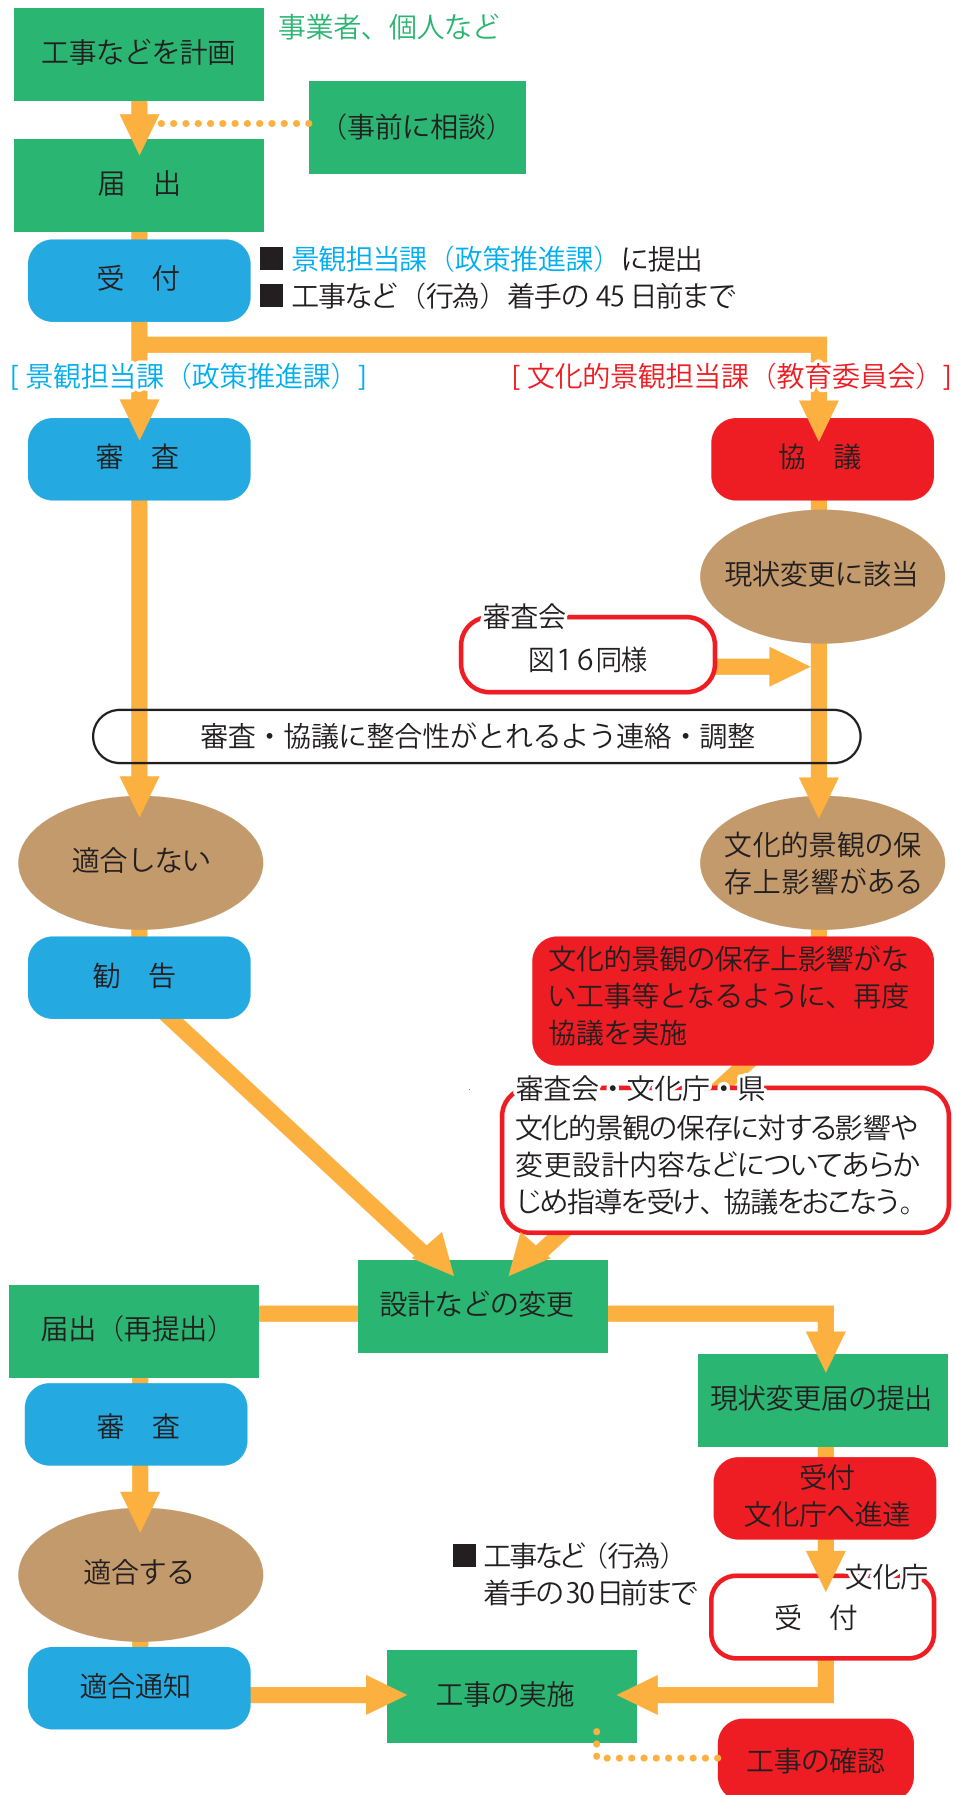 事業者、個人など
工事などを計画
（事前に相談）
届　出
受　付
■ 景観担当課（政策推進課）に提出
■ 工事など（行為）着手の 45 日前まで
[ 景観担当課（政策推進課）]
[ 文化的景観担当課（教育委員会）]
審　査
協　議
現状変更に該当
審査会
図１６同様
審査・協議に整合性がとれるよう連絡・調整
適合しない
文化的景観の保
存上影響がある
勧　告
文化的景観の保存上影響がな
い工事等となるように、再度
協議を実施
審査会・文化庁・県
文化的景観の保存に対する影響や
変更設計内容などについてあらか
じめ指導を受け、協議をおこなう。
設計などの変更
届出（再提出）
現状変更届の提出
審　査
受付
文化庁へ進達
適合する
■ 工事など（行為）
着手の 30 日前まで
文化庁
受　付
適合通知
工事の実施
工事の確認